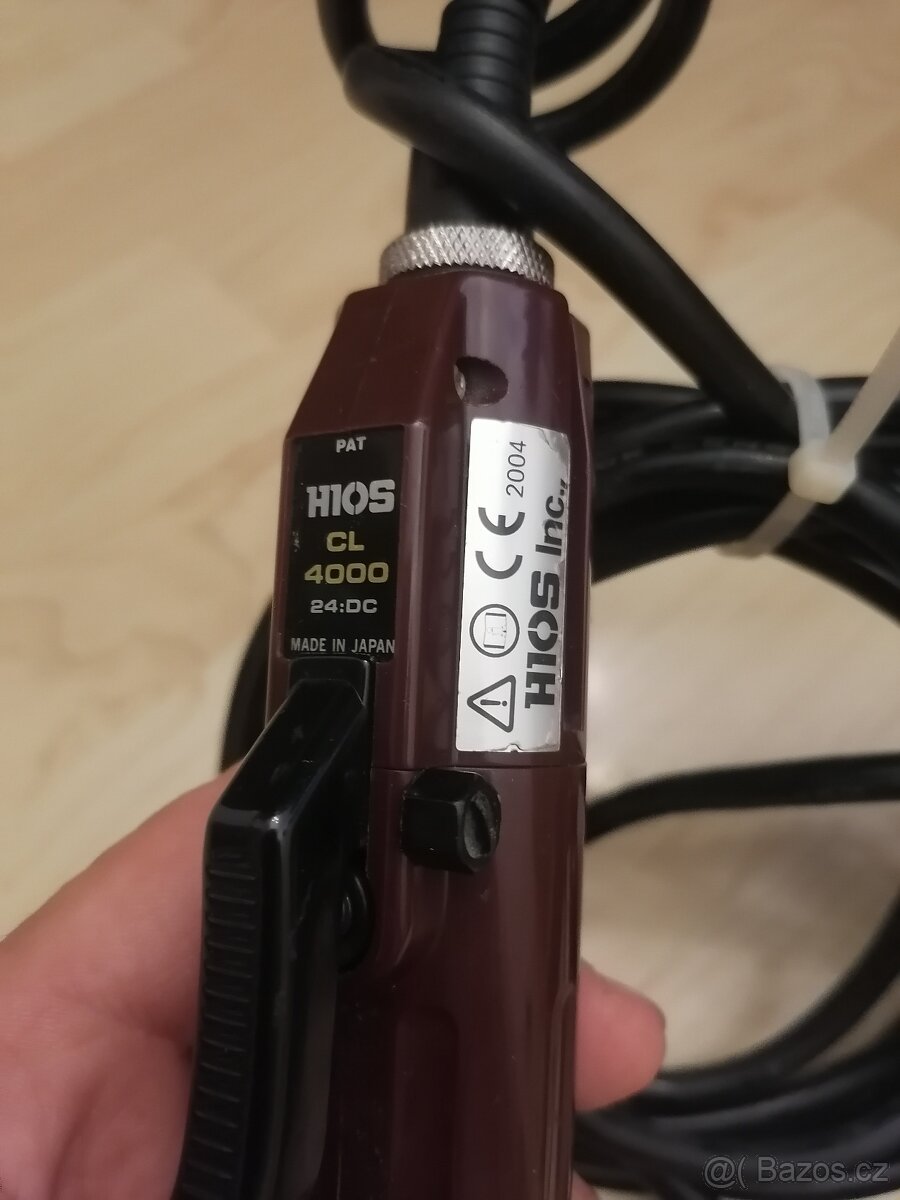 PAT
HIOS
CL
4000
24:DC
MADE IN JAPAN
CE 2004
HIOS Inc.,
@( Bazos.cz